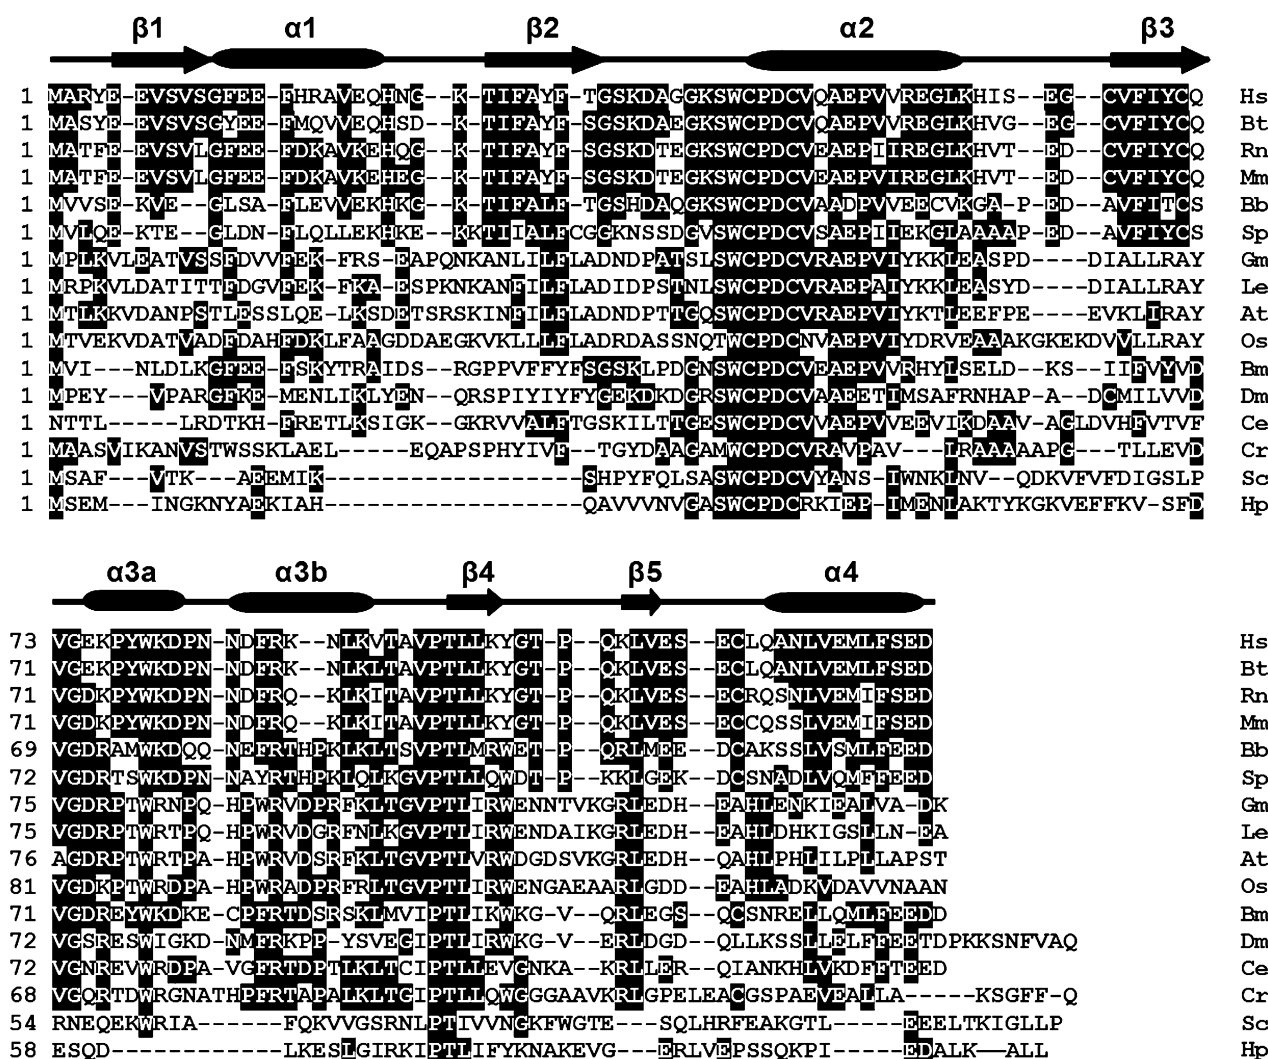 β1 α1 β2 α2 β3
1 MARYE-EVSVSGFEE-FHRAVEQHNG--K-TIFAYF-TGSKDAGGKSWCPDCVQAEPVVREGLKHIS--EG--CVFIYCQ Hs
1 MASYE-EVSVSGYEE-FMQVVEQHSD--K-TIFAYF-SGSKDAEGKSWCPDCVQAEPVVREGLKHVG--EG--CVFIYCQ Bt
1 MATFE-EVSVLGFEE-FDKAVKEHQG--K-TIFAYF-SGSKDTEGKSWCPDCVEAEPIIREGLKHVT--ED--CVFIYCQ Rn
1 MATFE-EVSVLGFEE-FDKAVKEHEG--K-TIFAYF-SGSKDTEGKSWCPDCVEAEPVIREGLKHVT--ED--CVFIYCQ Mm
1 MVVSE-KVE--GLSA-FLEVVEKHKG--K-TIFALF-TGSHDAQGKSWCPDCVAADPVVEECVKGA-P-ED--AVFITCS Bb
1 MVLQE-KTE--GLDN-FLQLLEKHKE--KKTIIALFCGGKNSSDGVSWCPDCVSAEPIIEKGLAAAAP-ED--AVFIYCS Sp
1 MPLKVLEATVSSFDVVFEK-FRS-EAPQNKANLILFLADNDPATSLSWCPDCVRAEPVIYKKLEASPD----DIALLRAY Gm
1 MRPKVLDATITTFDGVFEK-FKA-ESPKNKANFILFLADIDPSTNLSWCPDCVRAEPAIYKKLEASYD----DIALLRAY Le
1 MTLKKVDANPSTLESSLQE-LKSDETSRSKINFILFLADNDPTTGQSWCPDCVRAEPVIYKTLEEFPE----EVKLIRAY At
1 MTVEKVDATVADFDAHFDKLFAAGDDAEGKVKLLLFLADRDASSNQTWCPDCNVAEPVIYDRVEAAAKGKEKDVVLLRAY Os
1 MVI---NLDLKGFEE-FSKYTRAIDS--RGPPVFFYFSGSKLPDGNSWCPDCVEAEPVVRHYLSELD--KS--IIFVYVD Bm
1 MPEY---VPARGFKE-MENLIKLYEN--QRSPIYIYFYGEKDKDGRSWCPDCVAAEETIMSAFRNHAP-A--DCMILVVD Dm
1 NTTL-----LRDTKH-FRETLKSIGK--GKRVVALFTGSKILTTGESWCPDCVAAEPVVEEVIKDAAV-AGLDVHFVTVF Ce
1 MAASVIKANVSTWSSKLAEL-----EQAPSPHYIVF--TGYDAAGAMWCPDCVRAVPAV---LRAAAAAAPG---TLLEVD Cr
1 MSAF---VTK---AEEMIK------------------SHPYFQLSASWCPDCVYANS-IWNKLNV--QDKVFVFDIGSLP Sc
1 MSEM---INGKNYAEKIAH------------------QAVVVNVGASWCPDCRKIEP-IMENLAKTYKGKVEFFKV-SFD Hp
α3a α3b β4 β5 α4
73 VGEKPYWKDPN-NDFRK--NLKVTAVPTLLKYGT-P--QKLVES--ECLQANLVEMLFSED Hs
71 VGEKPYWKDPN-NDFRK--NLKLTAVPTLLKYGT-P--QKLVES--ECLQANLVEMLFSED Bt
71 VGDKPYWKDPN-NDFRQ--KLKITAVPTLLKYGT-P--QKLVES--ECRQSNLVEMIFSED Rn
71 VGDKPYWKDPN-NDFRQ--KLKITAVPTLLKYGT-P--QKLVES--ECCQSSLVEMIFSED Mm
69 VGDRAMWKDQQ-NEFRTHPKLKLTSVPTLMRWET-P--QRLMEE--DCAKSSLVSMLFEED Bb
72 VGDRTSWKDPN-NAYRTHPKLQLKGVPTLLQWDT-P--KKLGEK--DCSNADLVQMFFEED Sp
75 VGDRPTWRNPQ-HPWRVDPRFKLTGVPTLIRWENNTVKGRLEDH--EAHLENKIEALVA-DK Gm
75 VGDRPTWRTPQ-HPWRVDGRFNLKGVPTLIRWENDAIKGRLEDH--EAHLDHKIGSLLN-EA Le
76 AGDRPTWRTPA-HPWRVDSRFKLTGVPTLVRWDGDSVKGRLEDH--QAHLPHLILPLLAPST At
81 VGDKPTWRDPA-HPWRADPRFRLTGVPTLIRWENGAEAARLGDD--EAHLADKVDAVVNAAN Os
71 VGDREYWKDKE-CPFRTDSRSKLMVIPTLIKWKG-V--QRLEGS--QCSNRELLQMLFEEDD Bm
72 VGSRESWIGKD-NMFRKPP-YSVEGIPTLIRWKG-V--ERLDGD--QLLKSSLLELFFEETDPKKSNFVAQ Dm
72 VGNREVWRDPA-VGFRTDPTLKLTCIPTLLEVGNKA--KRLLER--QIANKHLVKDFFTEED Ce
68 VGQRTDWRGNATHPFRTAPALKLTGIPTLLQWGGGAAVKRLGPELEACGSPAEVEALLA-----KSGFF-Q Cr
54 RNEQEKWRIA------FQKVVGSRNLPTIVVNGKFWGTE---SQLHRFEAKGTL-----EEELTKIGLLP Sc
58 ESQD------------LKESLGIRKIPTLIFYKNAKEVG---ERLVEPSSQKPI-----EDALK--ALL Hp